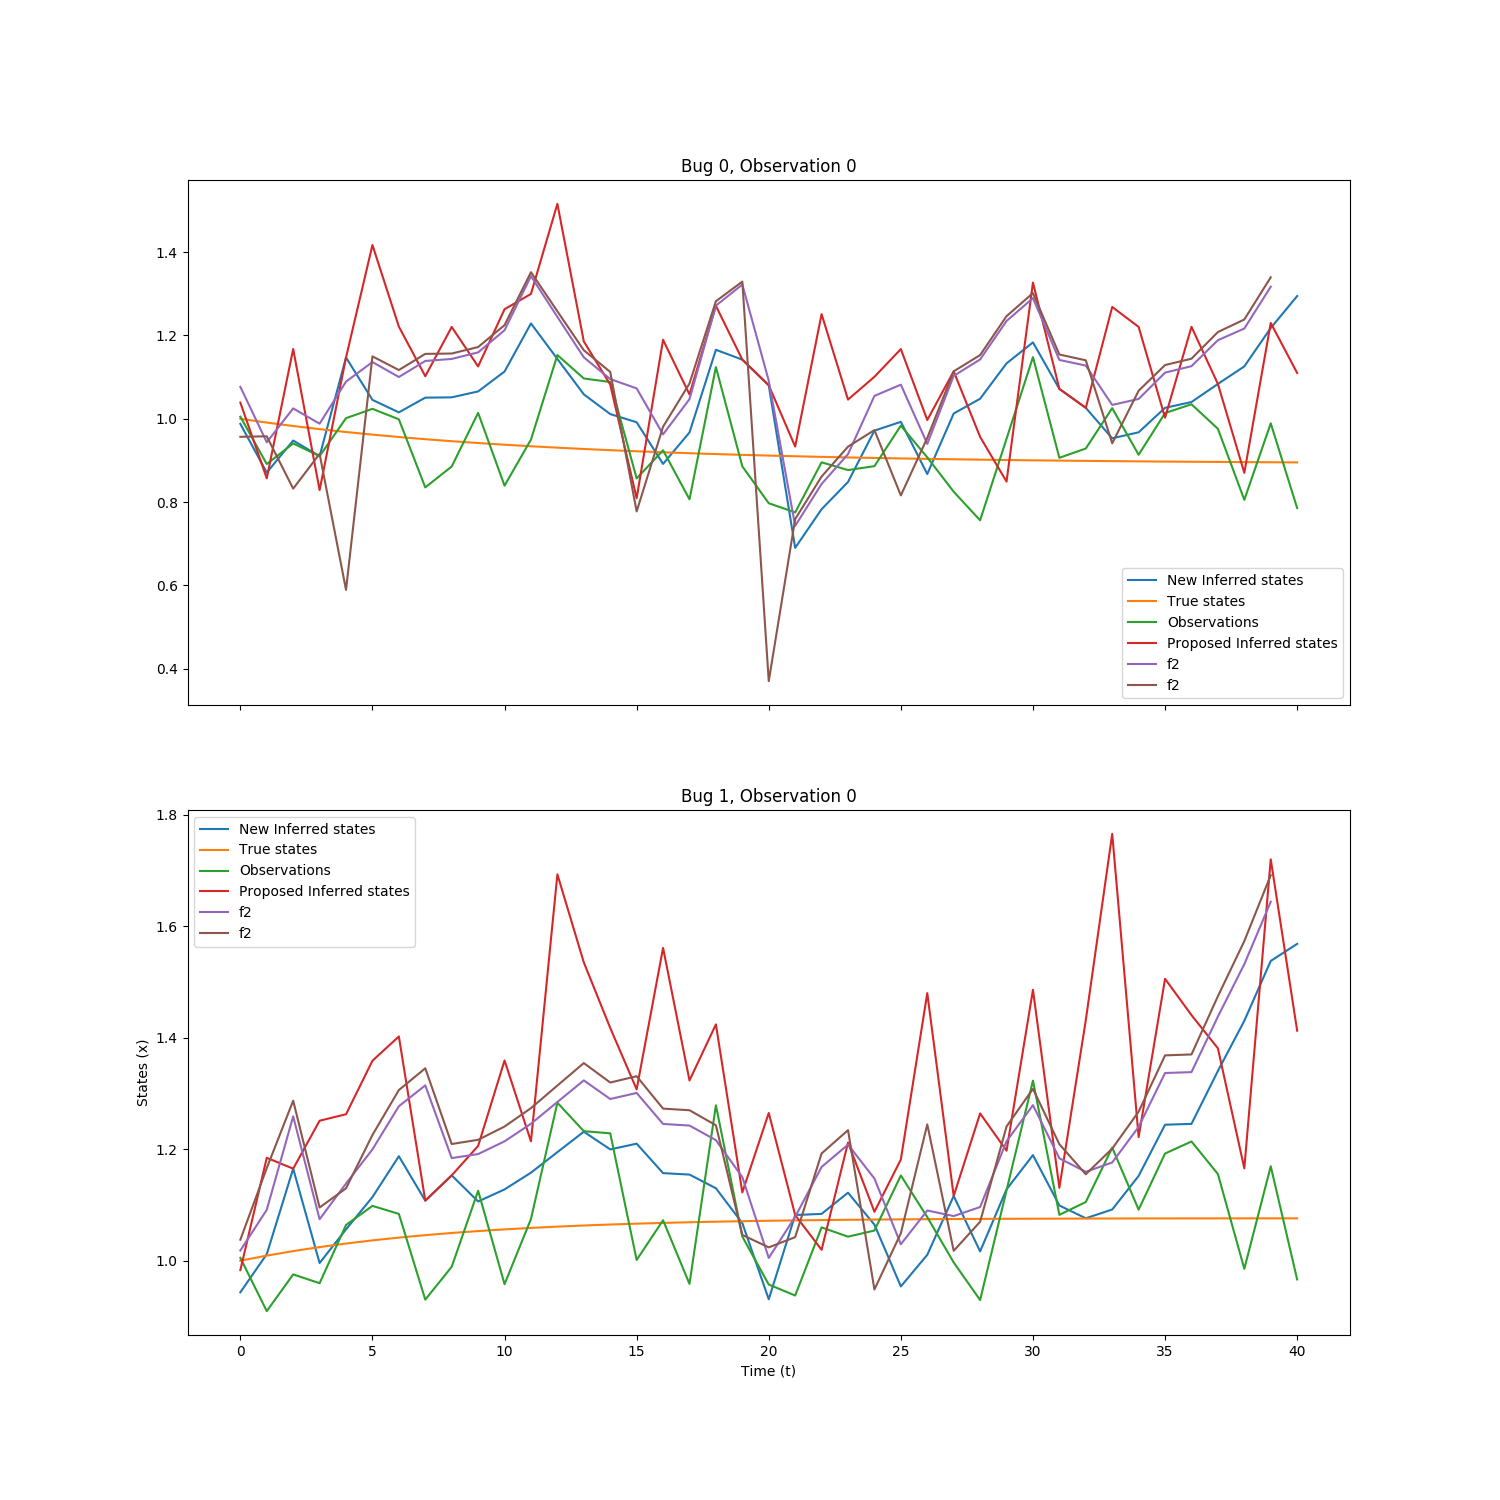 Bug 0, Observation 0
1.4
1.2
1.0
0.8
0.6
0.4
New Inferred states
True states
Observations
Proposed Inferred states
f2
f2
Bug 1, Observation 0
1.8
1.6
1.4
1.2
1.0
States (x)
New Inferred states
True states
Observations
Proposed Inferred states
f2
f2
0 5 10 15 20 25 30 35 40
Time (t)